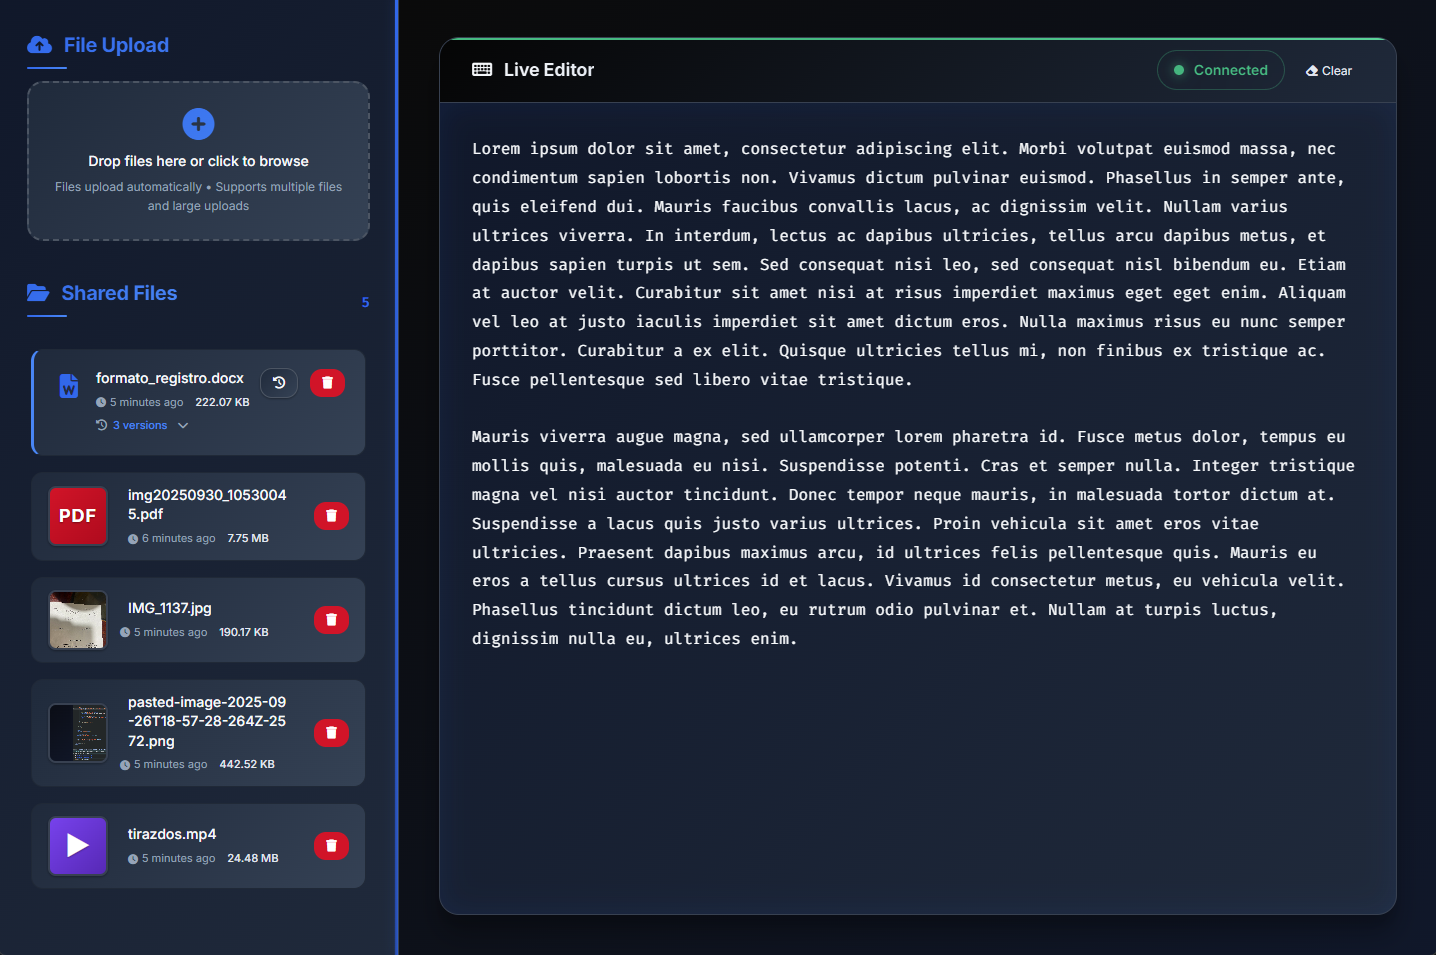 File Upload
Drop files here or click to browse
Files upload automatically • Supports multiple files
and large uploads
Shared Files
5
formato_registro.docx
5 minutes ago 222.07 KB
3 versions
PDF
img20250930_1053004
5.pdf
6 minutes ago 7.75 MB
IMG_1137.jpg
5 minutes ago 190.17 KB
pasted-image-2025-09
-26T18-57-28-264Z-25
72.png
5 minutes ago 442.52 KB
tirazdos.mp4
5 minutes ago 24.48 MB
Live Editor
Connected
Clear
Lorem ipsum dolor sit amet, consectetur adipiscing elit. Morbi volutpat euismod massa, nec
condimentum sapien lobortis non. Vivamus dictum pulvinar euismod. Phasellus in semper ante,
quis eleifend dui. Mauris faucibus convallis lacus, ac dignissim velit. Nullam varius
ultrices viverra. In interdum, lectus ac dapibus ultricies, tellus arcu dapibus metus, et
dapibus sapien turpis ut sem. Sed consequat nisi leo, sed consequat nisl bibendum eu. Etiam
at auctor velit. Curabitur sit amet nisi at risus imperdiet maximus eget eget enim. Aliquam
vel leo at justo iaculis imperdiet sit amet dictum eros. Nulla maximus risus eu nunc semper
porttitor. Curabitur a ex elit. Quisque ultricies tellus mi, non finibus ex tristique ac.
Fusce pellentesque sed libero vitae tristique.
Mauris viverra augue magna, sed ullamcorper lorem pharetra id. Fusce metus dolor, tempus eu
mollis quis, malesuada eu nisi. Suspendisse potenti. Cras et semper nulla. Integer tristique
magna vel nisi auctor tincidunt. Donec tempor neque mauris, in malesuada tortor dictum at.
Suspendisse a lacus quis justo varius ultrices. Proin vehicula sit amet eros vitae
ultricies. Praesent dapibus maximus arcu, id ultrices felis pellentesque quis. Mauris eu
eros a tellus cursus ultrices id et lacus. Vivamus id consectetur metus, eu vehicula velit.
Phasellus tincidunt dictum leo, eu rutrum odio pulvinar et. Nullam at turpis luctus,
dignissim nulla eu, ultrices enim.